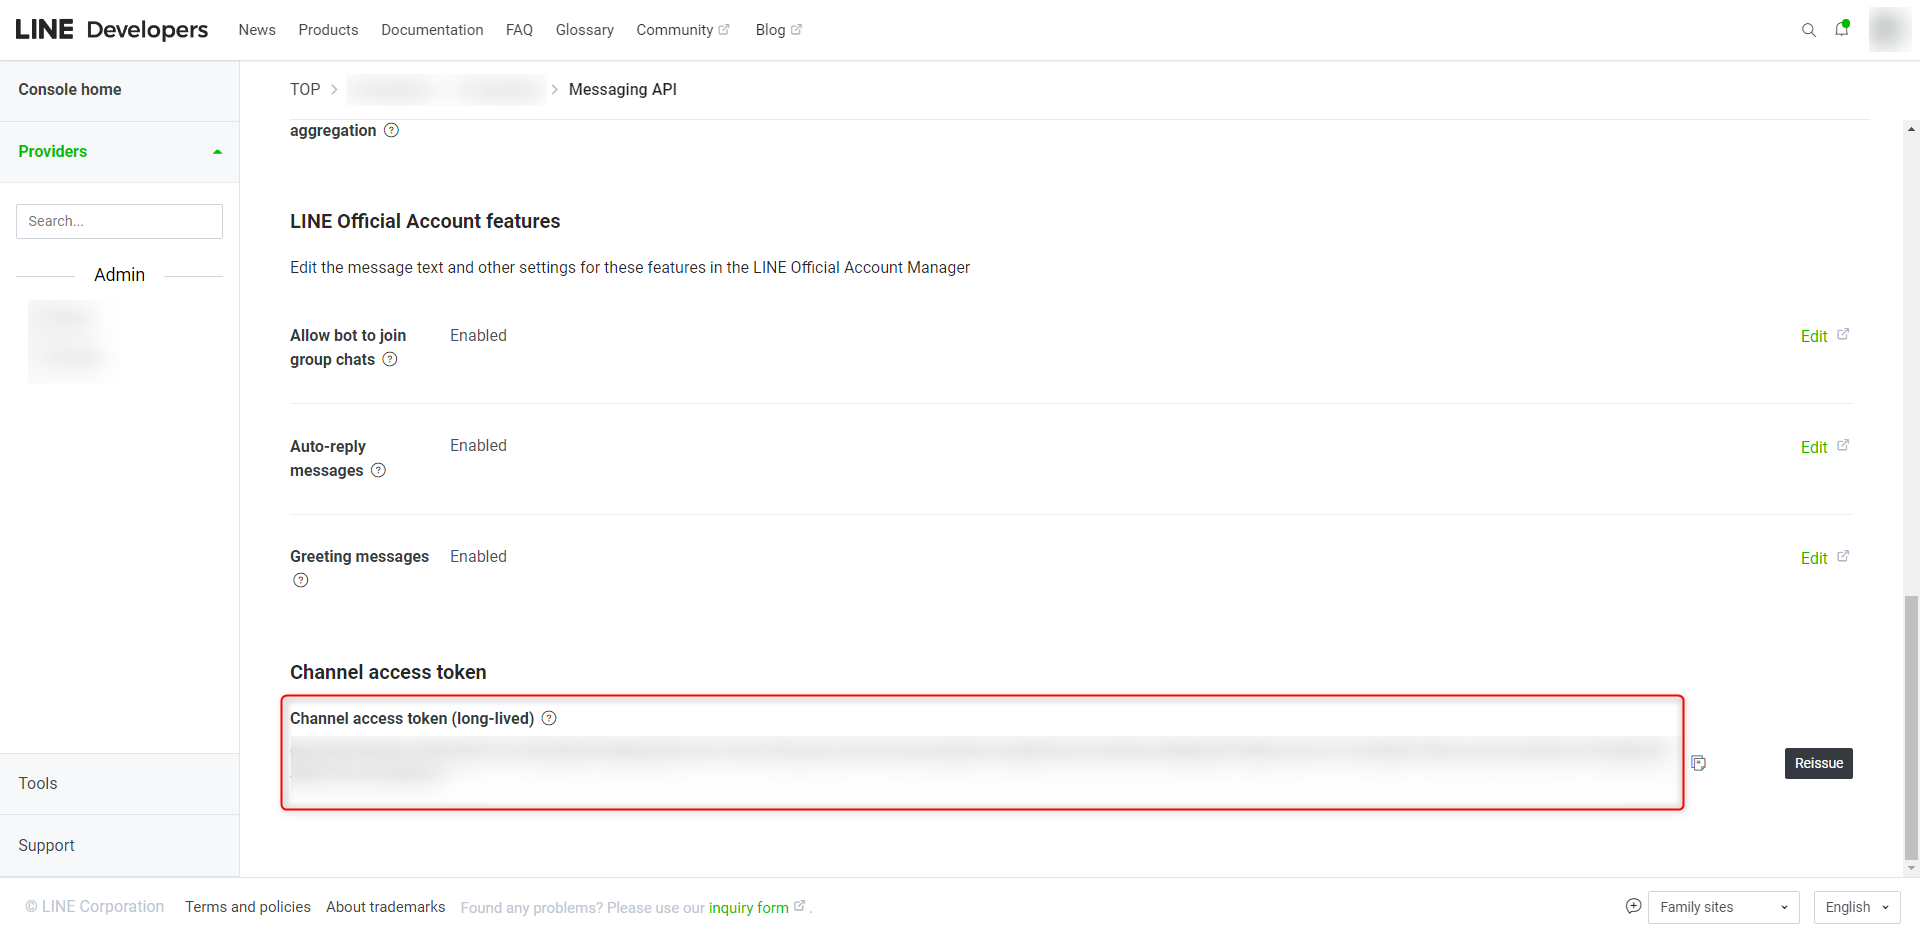 LINE Developers News Products Documentation FAQ Glossary Community Blog
Console home
Providers
Search...
Admin
Tools
Support
TOP > > Messaging API
aggregation ?
LINE Official Account features
Edit the message text and other settings for these features in the LINE Official Account Manager
Allow bot to join group chats ? Enabled Edit
Auto-reply messages ? Enabled Edit
Greeting messages ? Enabled Edit
Channel access token
Channel access token (long-lived) ?
Reissue
© LINE Corporation Terms and policies About trademarks Found any problems? Please use our inquiry form . Family sites English